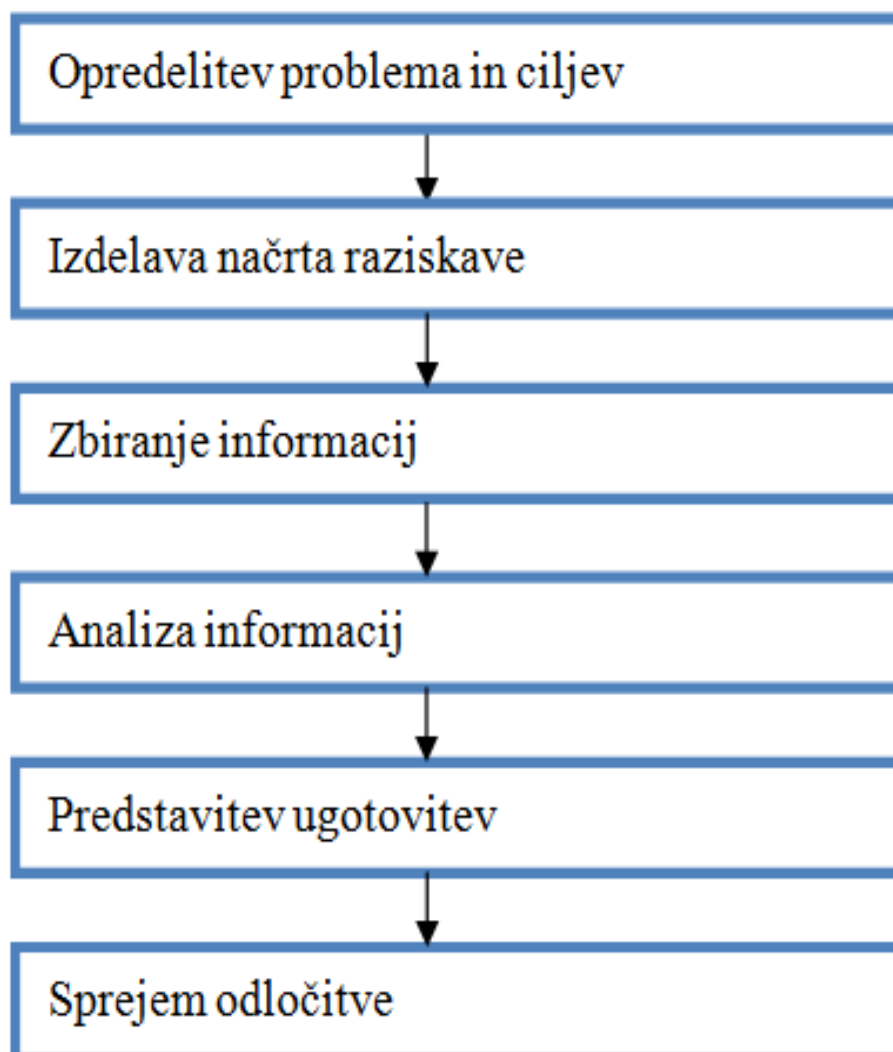 Opredelitev problema in ciljev
Izdelava načrta raziskave
Zbiranje informacij
Analiza informacij
Predstavitev ugotovitev
Sprejem odločitve